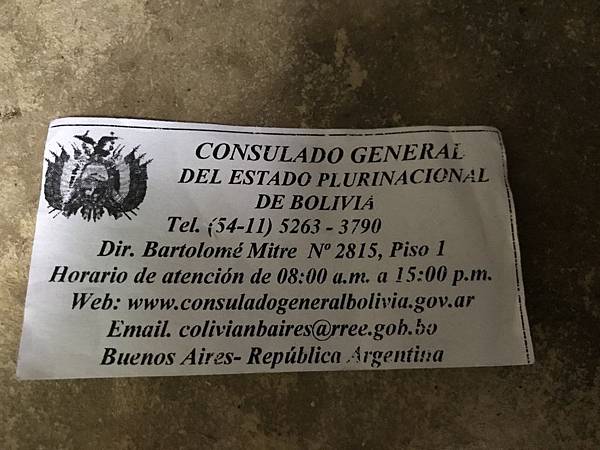 CONSULADO GENERAL
DEL ESTADO PLURINACIONAL
DE BOLIVIA
Tel. (54-11) 5263 - 3790
Dir. Bartolomé Mitre Nº 2815, Piso 1
Horario de atención de 08:00 a.m. a 15:00 p.m.
Web: www.consuladogeneralbolivia.gov.ar
Email. colivianbaires@rree.gob.bo
Buenos Aires- República Argentina